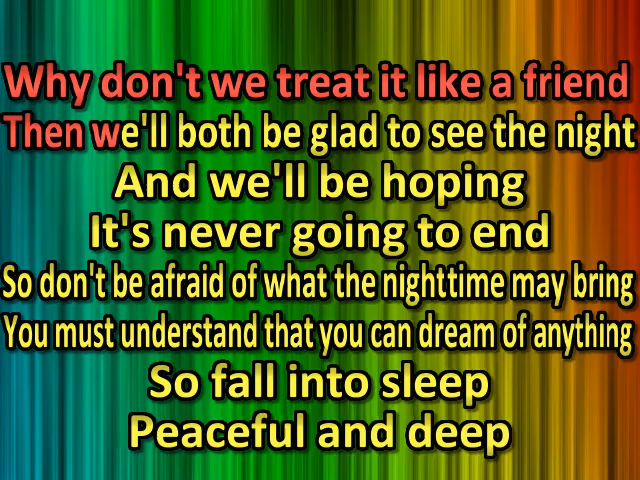 Why don't we treat it like a friend
Then we'll both be glad to see the night
And we'll be hoping
It's never going to end
So don't be afraid of what the nighttime may bring
You must understand that you can dream of anything
So fall into sleep
Peaceful and deep